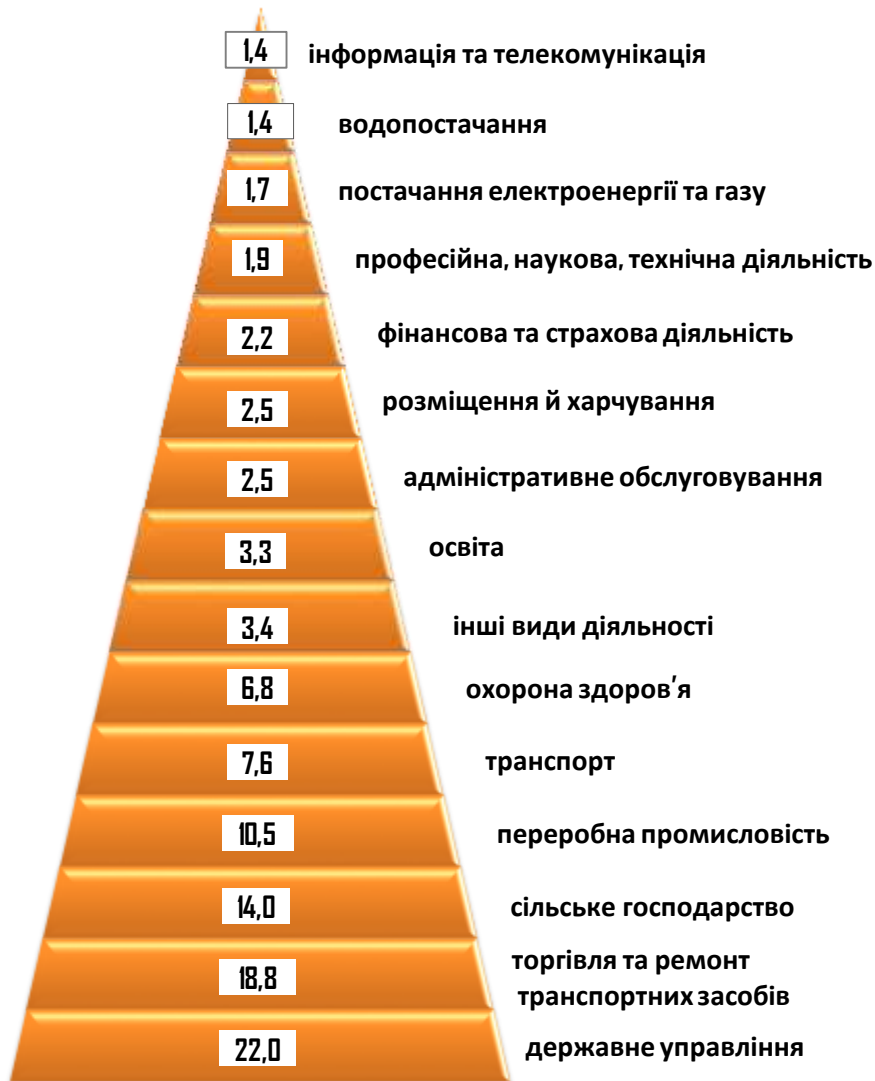 1,4 інформація та телекомунікація
1,4 водопостачання
1,7 постачання електроенергії та газу
1,9 професійна, наукова, технічна діяльність
2,2 фінансова та страхова діяльність
2,5 розміщення й харчування
2,5 адміністративне обслуговування
3,3 освіта
3,4 інші види діяльності
6,8 охорона здоров'я
7,6 транспорт
10,5 переробна промисловість
14,0 сільське господарство
18,8 торгівля та ремонт
транспортних засобів
22,0 державне управління